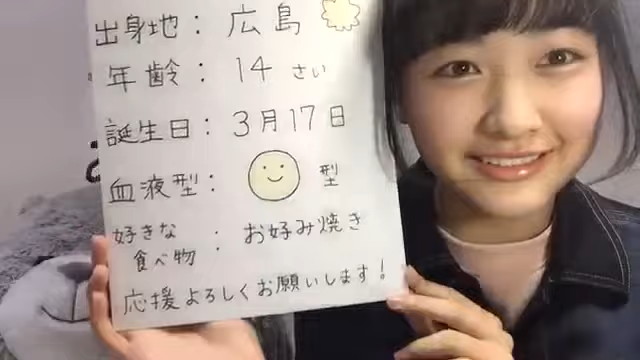 出身地：広島
年齢：14さい
誕生日：3月17日
血液型：型
好きな食べ物：お好み焼き
応援よろしくお願いします！